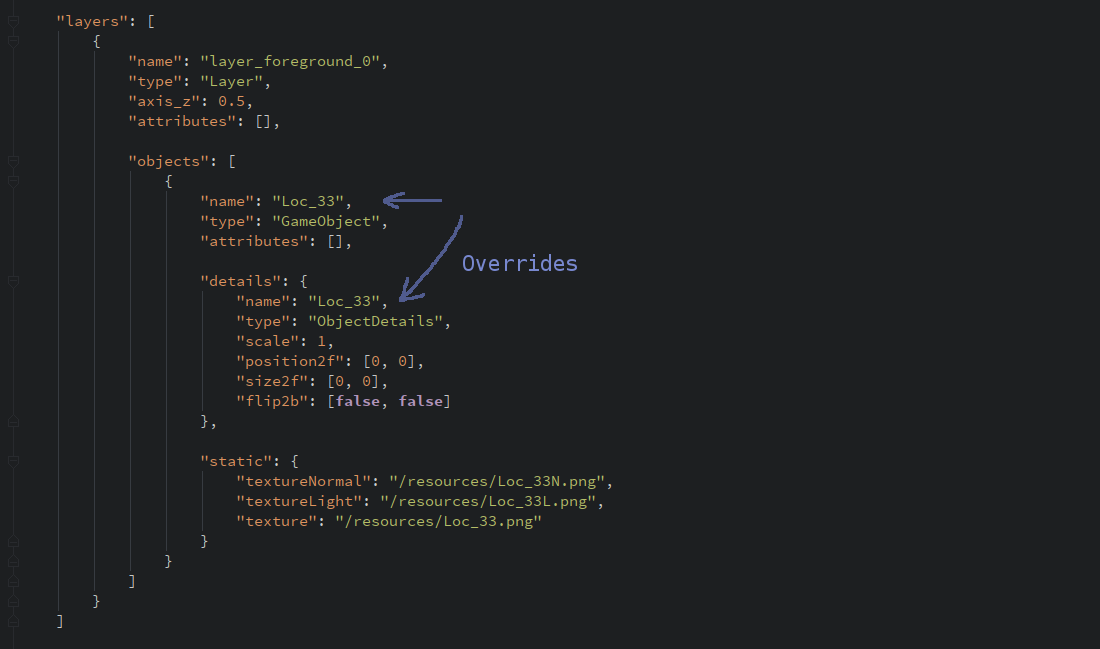 "layers": [
{
"name": "layer_foreground_0",
"type": "Layer",
"axis_z": 0.5,
"attributes": [],
"objects": [
{
"name": "Loc_33",
"type": "GameObject",
"attributes": [],
Overrides
"details": {
"name": "Loc_33",
"type": "ObjectDetails",
"scale": 1,
"position2f": [0, 0],
"size2f": [0, 0],
"flip2b": [false, false]
},
"static": {
"textureNormal": "/resources/Loc_33N.png",
"textureLight": "/resources/Loc_33L.png",
"texture": "/resources/Loc_33.png"
}
}
]
}
]